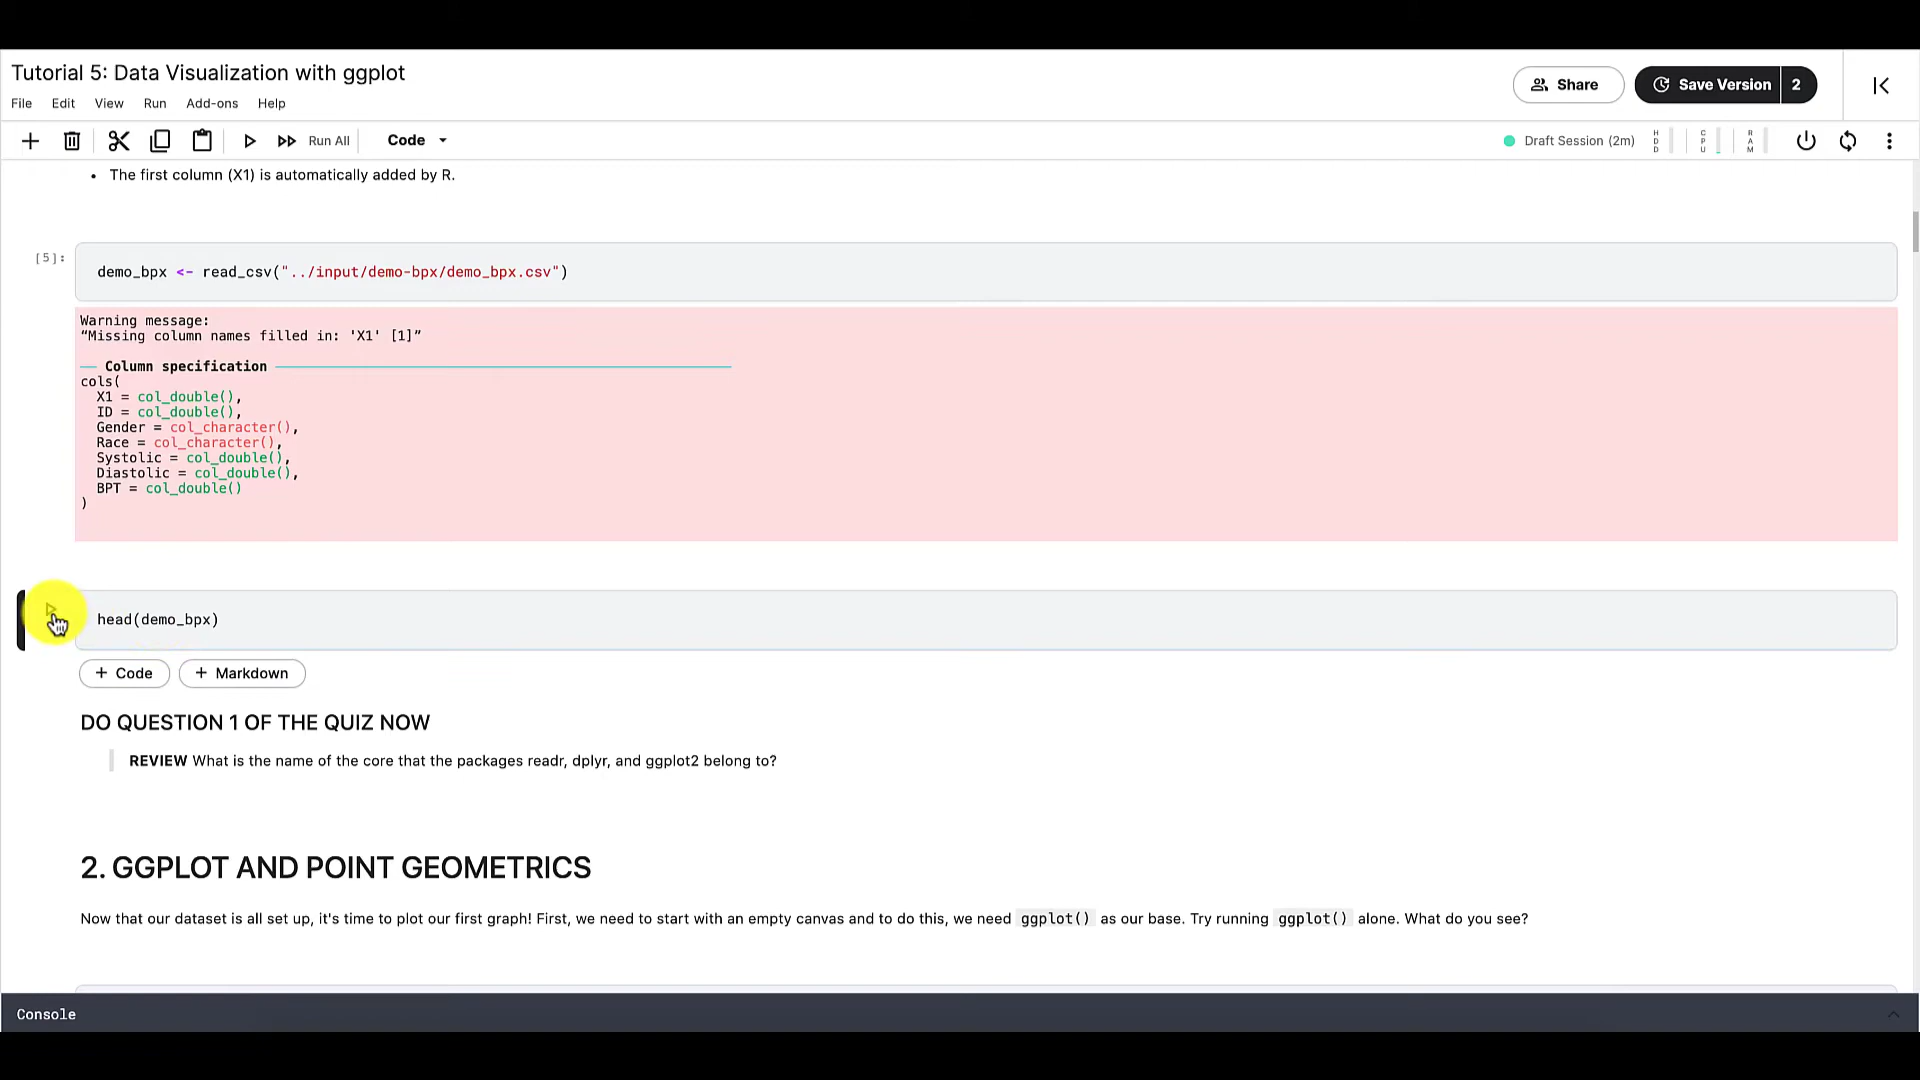 Tutorial 5: Data Visualization with ggplot
File Edit View Run Add-ons Help
Share
Save Version 2
Run All Code
Draft Session (2m)
HDD
CPU
RAM
• The first column (X1) is automatically added by R.
[5]:
demo_bpx <- read_csv("../input/demo-bpx/demo_bpx.csv")
Warning message:
“Missing column names filled in: 'X1' [1]”
── Column specification ────────
cols(
X1 = col_double(),
ID = col_double(),
Gender = col_character(),
Race = col_character(),
Systolic = col_double(),
Diastolic = col_double(),
BPT = col_double()
)
head(demo_bpx)
+ Code + Markdown
DO QUESTION 1 OF THE QUIZ NOW
REVIEW What is the name of the core that the packages readr, dplyr, and ggplot2 belong to?
2. GGPLOT AND POINT GEOMETRICS
Now that our dataset is all set up, it's time to plot our first graph! First, we need to start with an empty canvas and to do this, we need ggplot() as our base. Try running ggplot() alone. What do you see?
Console